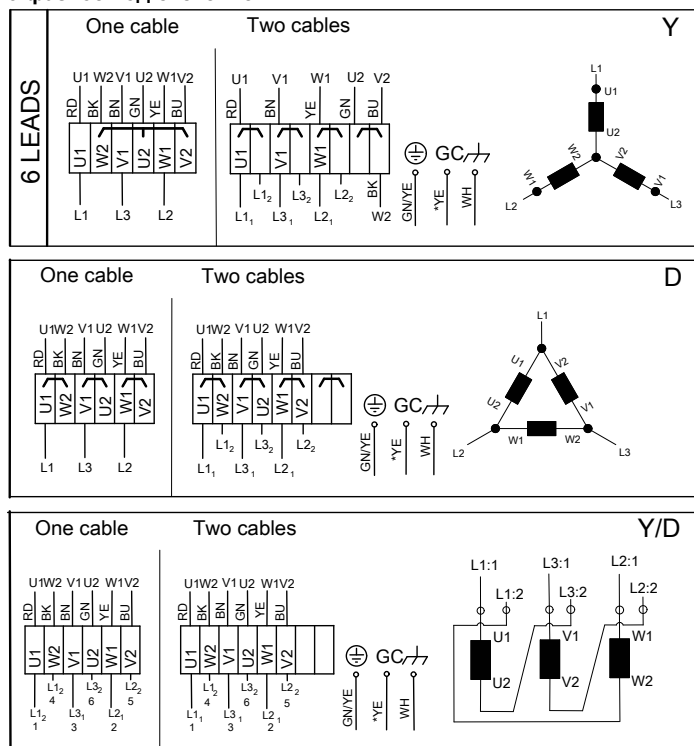 6 LEADS
One cable
Two cables
Y
U1 W2 V1 U2 W1 V2
RD BK BN GN YE BU
U1 W2 V1 U2 W1 V2
L1 L3 L2
U1 V1 W1 U2 V2
RD BN YE GN BU
U1 V1 W1
L1₂ L3₂ L2₂ BK
L1₁ L3₁ L2₁ W2
GC
GN/YE *YE WH
L1
U1
U2
W2 V2
W1 V1
L2 L3
One cable
Two cables
D
U1 W2 V1 U2 W1 V2
RD BK BN GN YE BU
U1 W2 V1 U2 W1 V2
L1 L3 L2
U1 W2 V1 U2 W1 V2
RD BK BN GN YE BU
U1 W2 V1 U2 W1 V2
L1₂ L3₂ L2₂
L1₁ L3₁ L2₁
GC
GN/YE *YE WH
L1
U1 V2
U2 V1
W1 W2
L2 L3
One cable
Two cables
Y/D
U1 W2 V1 U2 W1 V2
RD BK BN GN YE BU
U1 W2 V1 U2 W1 V2
L1₂ L3₂ L2₂
4 6 5
L1₂ L3₁ L2₁
1 3 2
U1 W2 V1 U2 W1 V2
RD BK BN GN YE BU
U1 W2 V1 U2 W1 V2
L1₂ L3₂ L2₂
4 6 5
L1₁ L3₁ L2₁
1 3 2
GC
GN/YE *YE WH
L1:1 L3:1 L2:1
L1:2 L3:2 L2:2
U1 V1 W1
U2 V2 W2